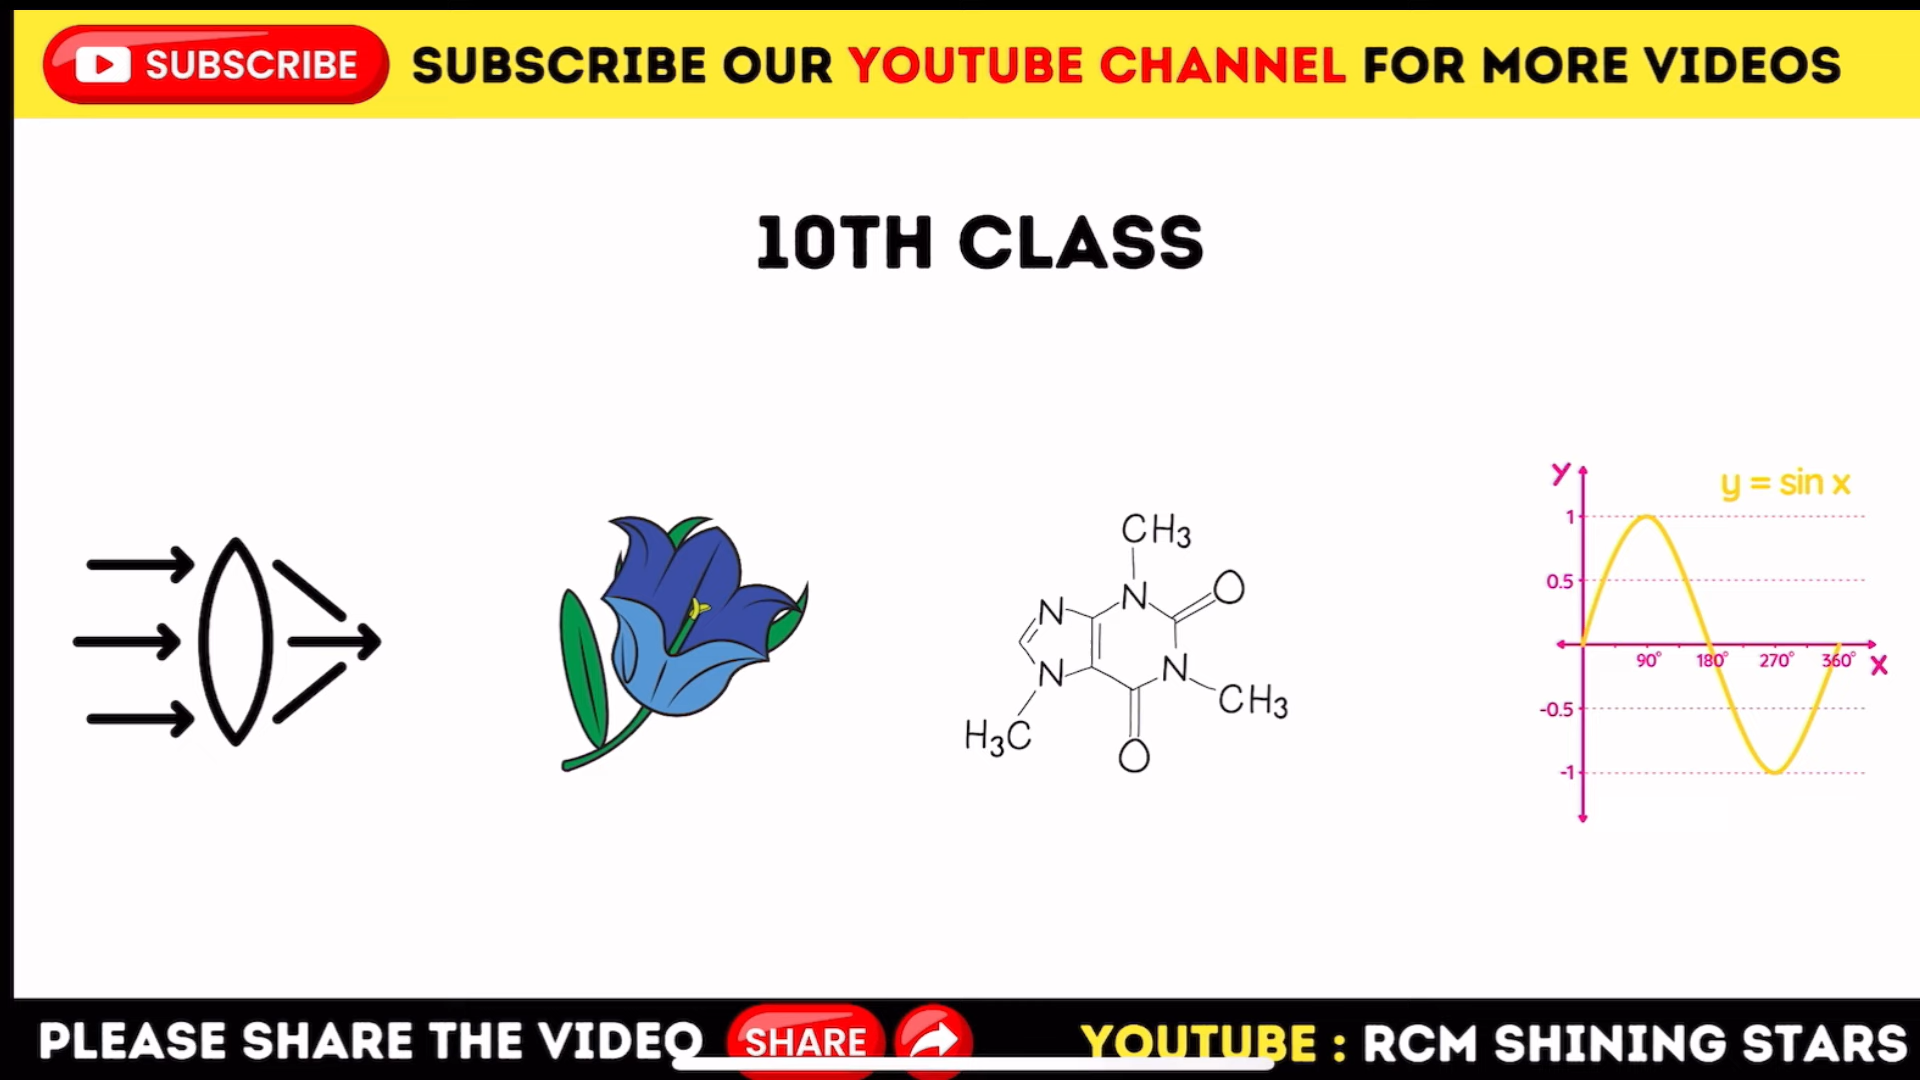 SUBSCRIBE SUBSCRIBE OUR YOUTUBE CHANNEL FOR MORE VIDEOS
10TH CLASS
CH3
N
N
O
N
N
CH3
H3C
O
Y
y = sin x
1
0.5
90° 180° 270° 360° X
-0.5
-1
PLEASE SHARE THE VIDEO SHARE YOUTUBE : RCM SHINING STARS